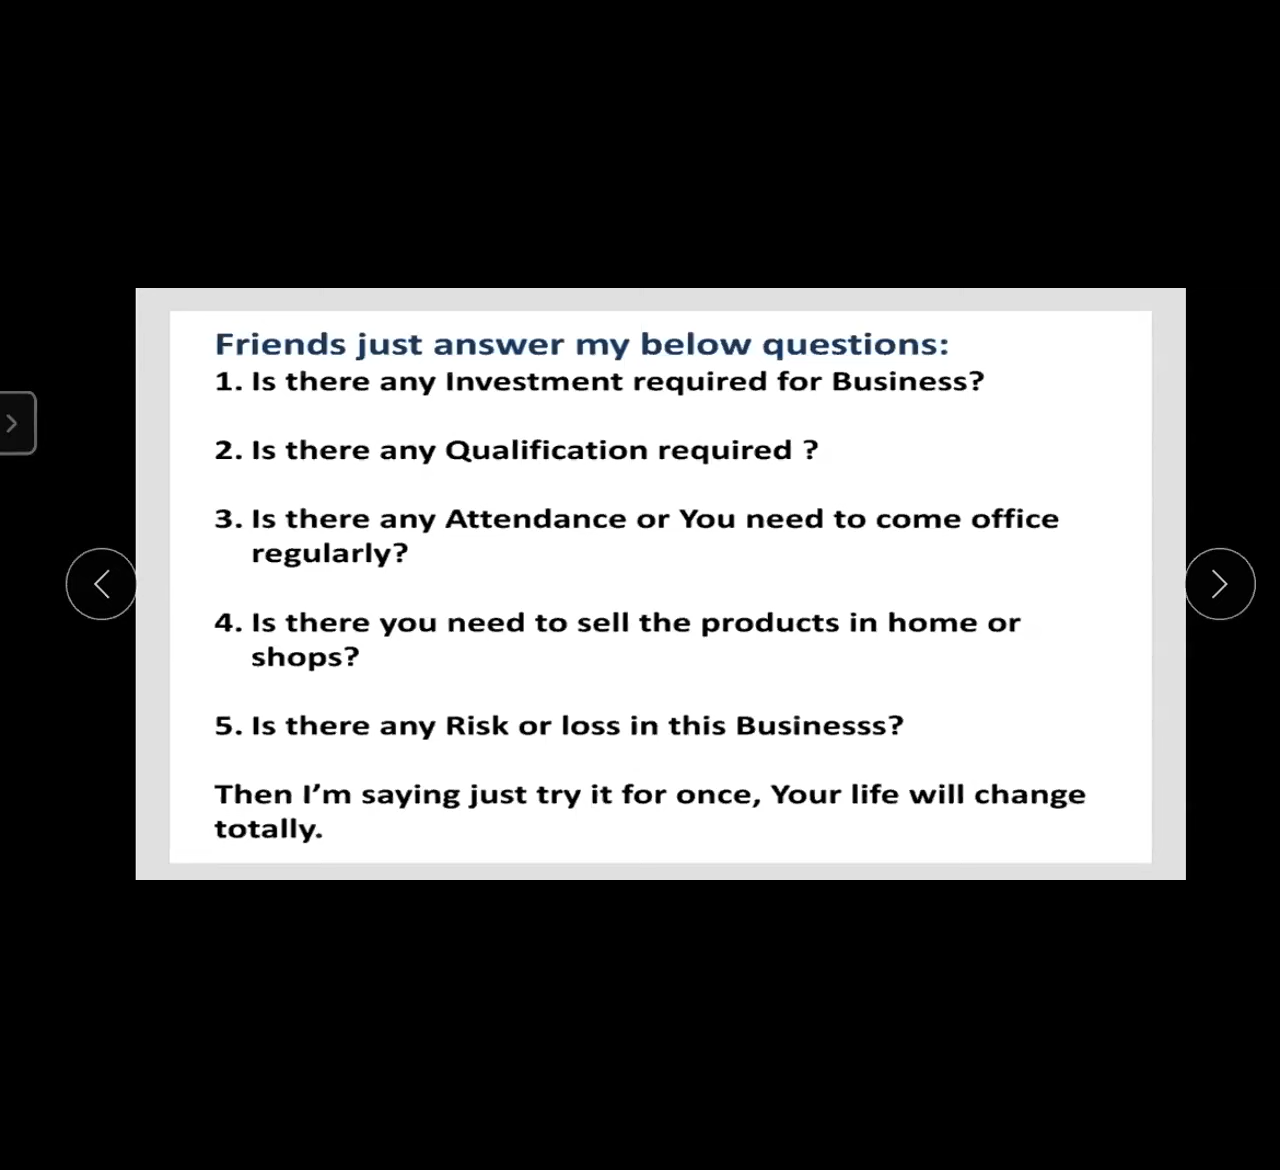 Friends just answer my below questions:
1. Is there any Investment required for Business?
2. Is there any Qualification required ?
3. Is there any Attendance or You need to come office
regularly?
4. Is there you need to sell the products in home or
shops?
5. Is there any Risk or loss in this Businesss?
Then I’m saying just try it for once, Your life will change
totally.